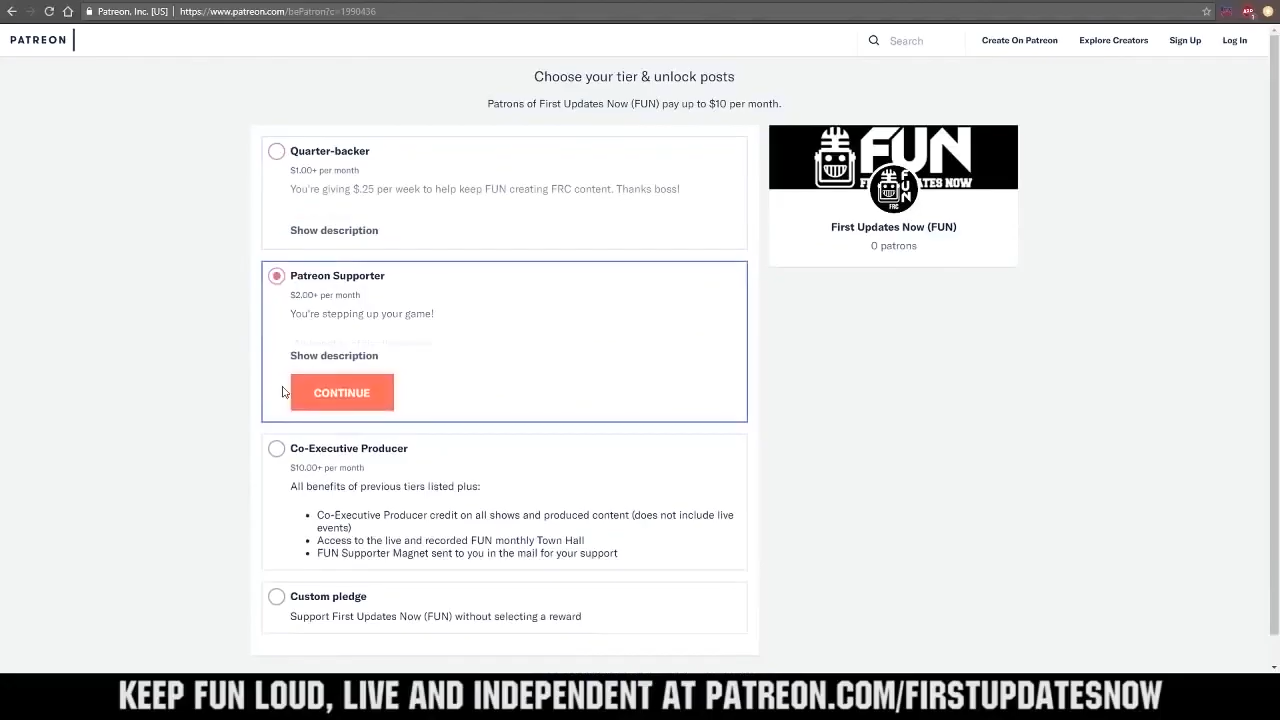 Patreon, Inc. [US] | https://www.patreon.com/bePatron?c=1990436
PATREON
Search
Create On Patreon
Explore Creators
Sign Up
Log In
Choose your tier & unlock posts
Patrons of First Updates Now (FUN) pay up to $10 per month.
Quarter-backer
$1.00+ per month
You're giving $.25 per week to help keep FUN creating FRC content. Thanks boss!
Show description
Patreon Supporter
$2.00+ per month
You're stepping up your game!
Show description
CONTINUE
Co-Executive Producer
$10.00+ per month
All benefits of previous tiers listed plus:
• Co-Executive Producer credit on all shows and produced content (does not include live
events)
• Access to the live and recorded FUN monthly Town Hall
• FUN Supporter Magnet sent to you in the mail for your support
Custom pledge
Support First Updates Now (FUN) without selecting a reward
FUN
FUN
FRC
First Updates Now (FUN)
0 patrons
KEEP FUN LOUD, LIVE AND INDEPENDENT AT PATREON.COM/FIRSTUPDATESNOW